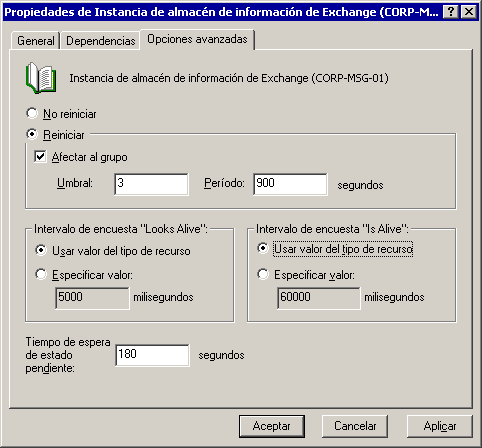 Propiedades de Instancia de almacén de información de Exchange (CORP-M...
General
Dependencias
Opciones avanzadas
Instancia de almacén de información de Exchange (CORP-MSG-01)
No reiniciar
Reiniciar
Afectar al grupo
Umbral: 3 Período: 900 segundos
Intervalo de encuesta "Looks Alive":
Usar valor del tipo de recurso
Especificar valor:
5000 milisegundos
Intervalo de encuesta "Is Alive":
Usar valor del tipo de recurso
Especificar valor:
60000 milisegundos
Tiempo de espera
de estado
pendiente:
180 segundos
Aceptar
Cancelar
Aplicar